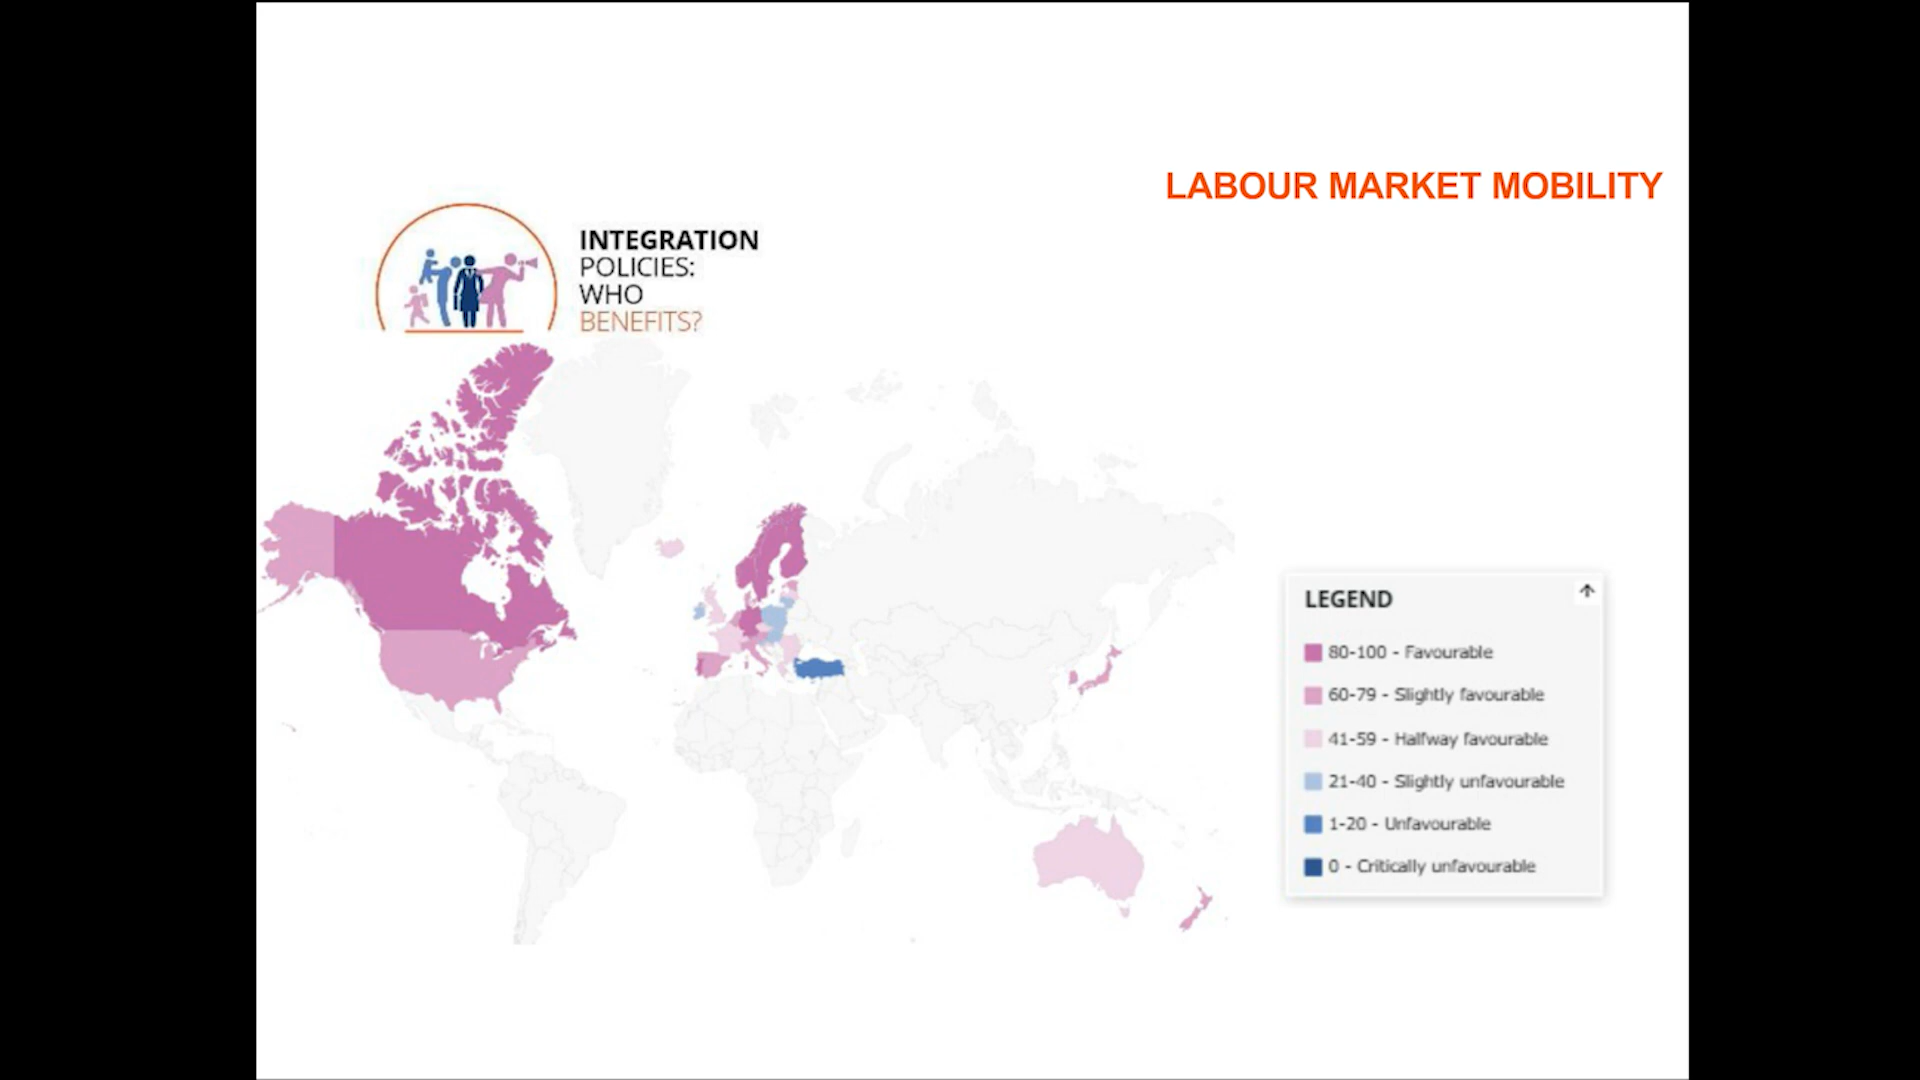 LABOUR MARKET MOBILITY
INTEGRATION
POLICIES:
WHO
BENEFITS?
LEGEND
80-100 - Favourable
60-79 - Slightly favourable
41-59 - Halfway favourable
21-40 - Slightly unfavourable
1-20 - Unfavourable
0 - Critically unfavourable